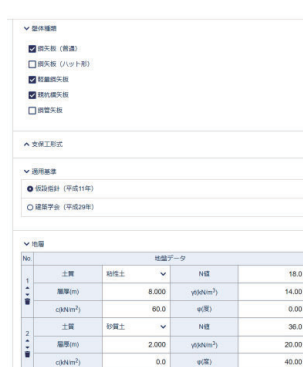 壁体種類
鋼矢板（普通）
鋼矢板（ハット形）
軽量鋼矢板
親杭横矢板
鋼管矢板
支保工形式
適用基準
仮設指針（平成11年）
建築学会（平成29年）
地層
No. 地盤データ
1 土質 粘性土 N値 18.0
層厚(m) 8.000 γt(kN/m³) 14.00
c(kN/m²) 60.0 φ(度) 0.00
2 土質 砂質土 N値 36.0
層厚(m) 2.000 γt(kN/m³) 20.00
c(kN/m²) 0.0 φ(度) 40.00